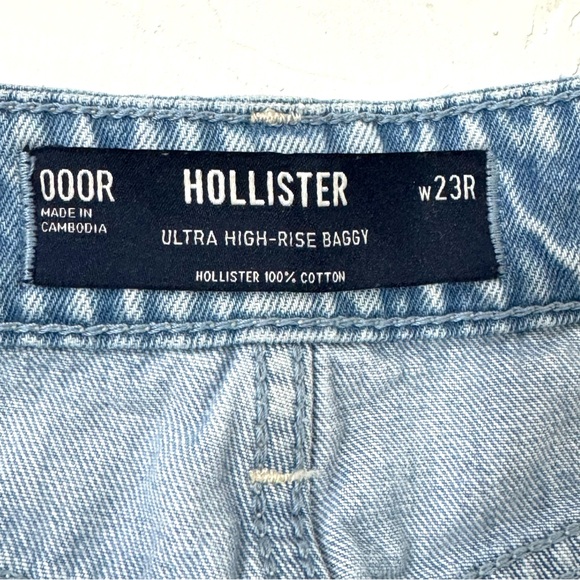 000R HOLLISTER W23R
MADE IN
CAMBODIA
ULTRA HIGH-RISE BAGGY
HOLLISTER 100% COTTON